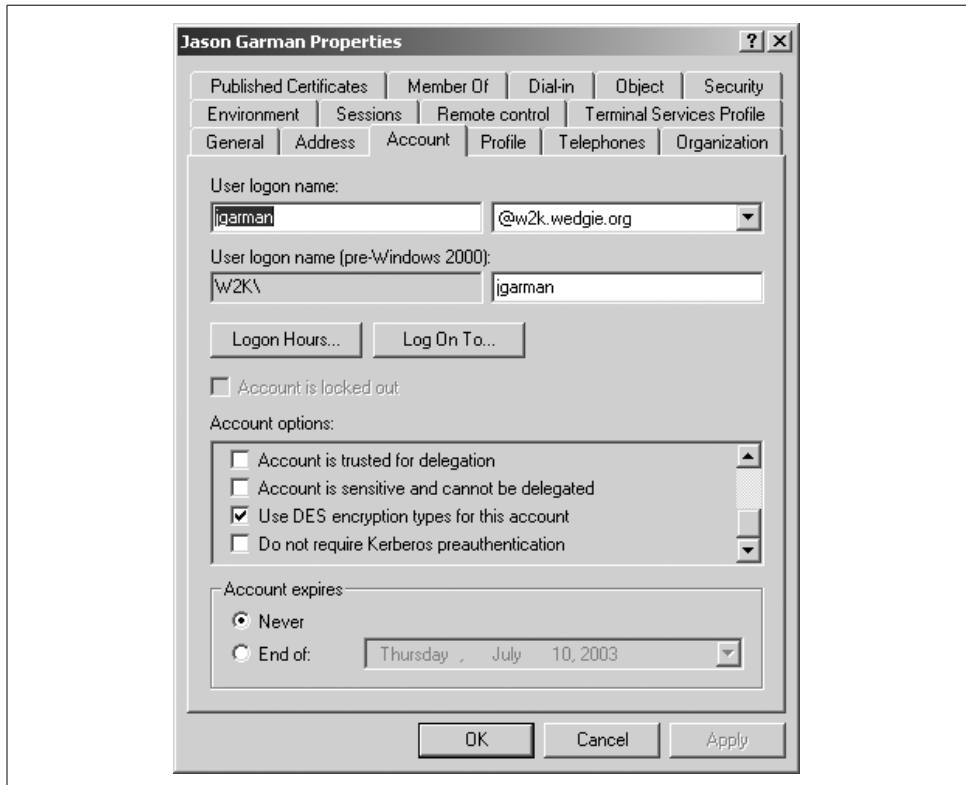 Jason Garman Properties
Published Certificates Member Of Dial-in Object Security
Environment Sessions Remote control Terminal Services Profile
General Address Account Profile Telephones Organization
User logon name:
jgarman @w2k.wedgie.org
User logon name (pre-Windows 2000):
W2K\ jgarman
Logon Hours... Log On To...
Account is locked out
Account options:
Account is trusted for delegation
Account is sensitive and cannot be delegated
Use DES encryption types for this account
Do not require Kerberos preauthentication
Account expires
Never
End of: Thursday , July 10, 2003
OK Cancel Apply